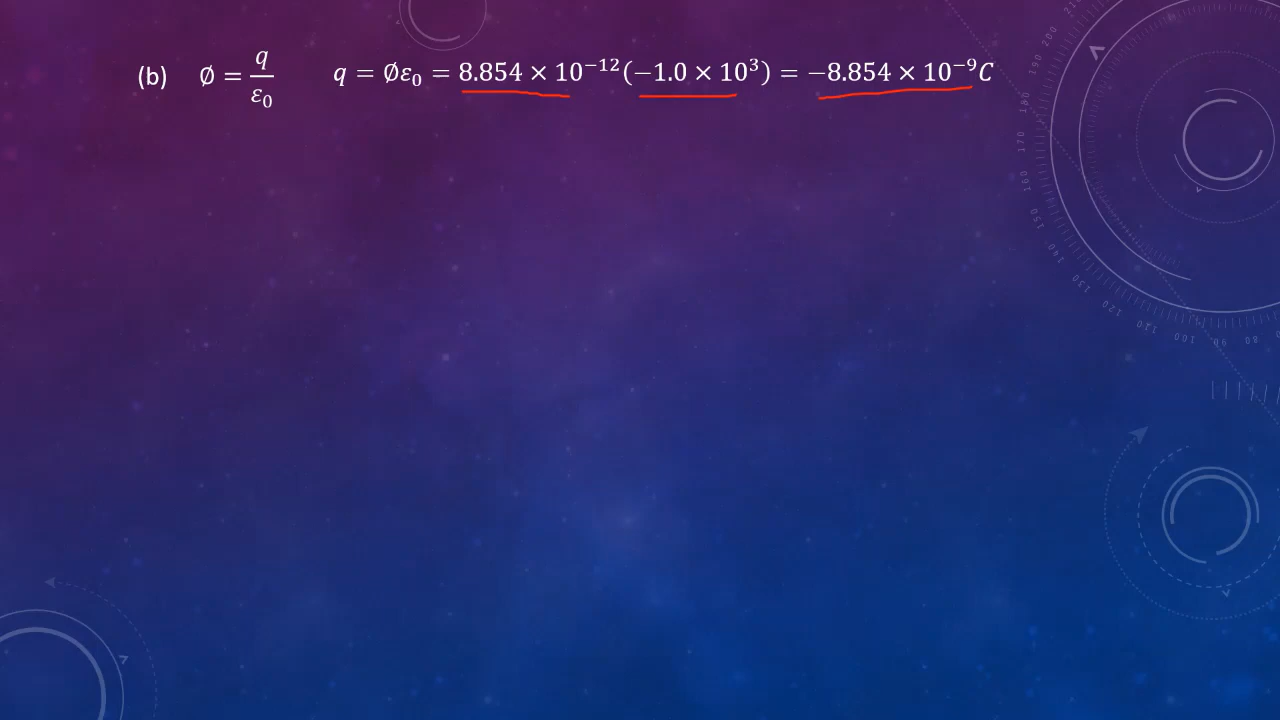 (b) ∅ = q/ε₀ q = ∅ε₀ = 8.854 × 10⁻¹²(−1.0 × 10³) = −8.854 × 10⁻⁹C